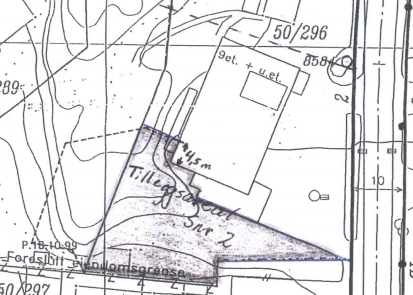 50/296
9et. + u.et.
858
289
2
4,5m
Tilleggsareal
Snr 2
10
P.18-10-99
Foreslått eiendomsgrense
50/297